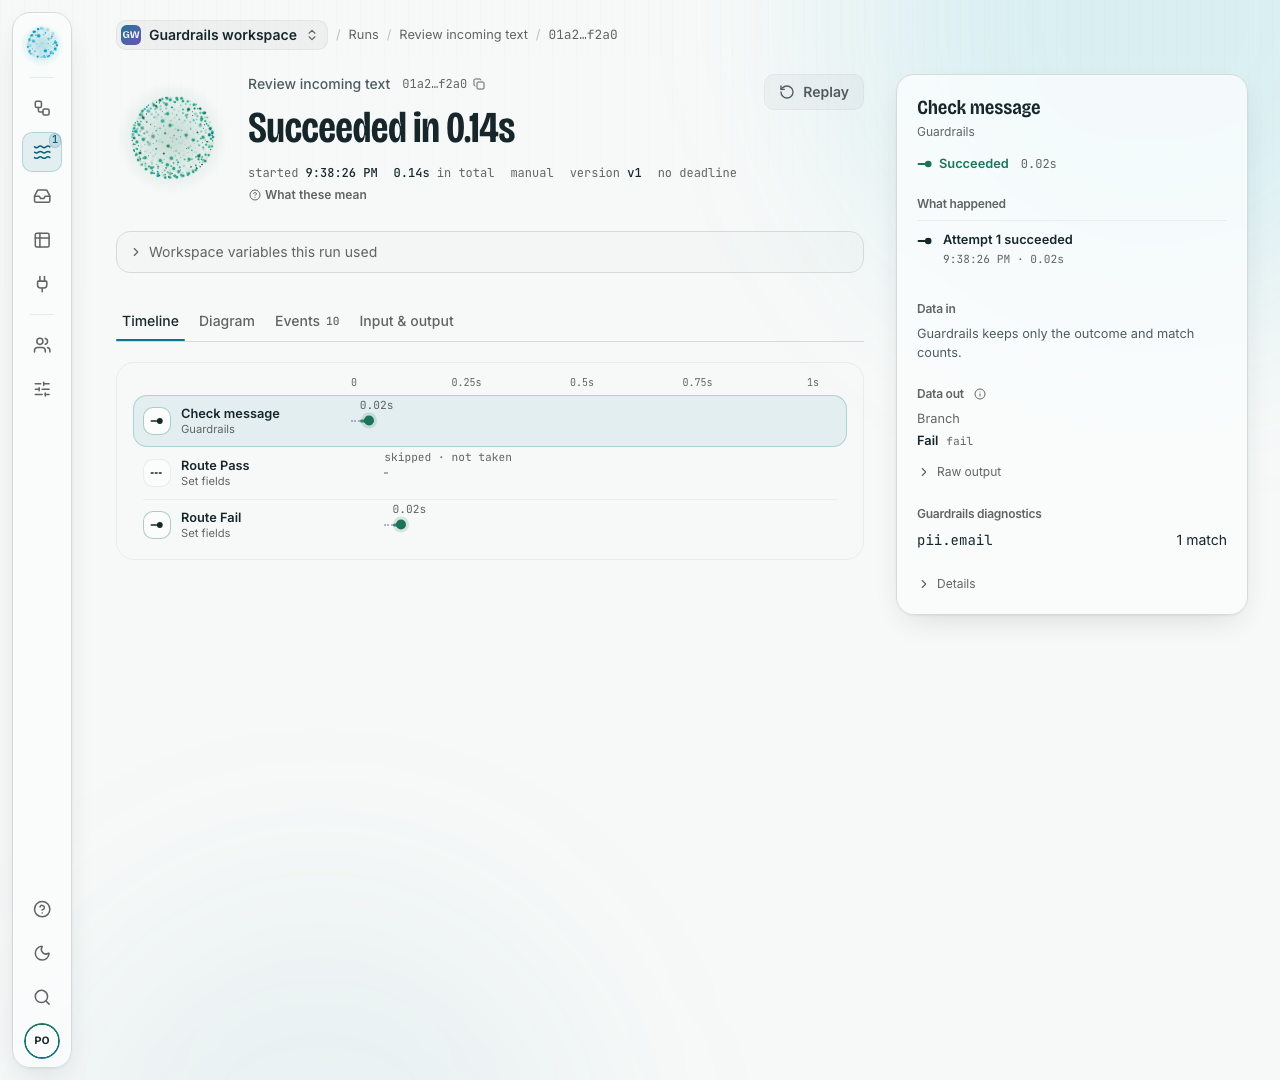 GW Guardrails workspace / Runs / Review incoming text / 01a2…f2a0
1
Review incoming text 01a2…f2a0
Replay
Succeeded in 0.14s
started 9:38:26 PM 0.14s in total manual version v1 no deadline
What these mean
Workspace variables this run used
Timeline Diagram Events 10 Input & output
0 0.25s 0.5s 0.75s 1s
Check message
Guardrails
0.02s
Route Pass
Set fields
skipped · not taken
Route Fail
Set fields
0.02s
Check message
Guardrails
Succeeded 0.02s
What happened
Attempt 1 succeeded
9:38:26 PM · 0.02s
Data in
Guardrails keeps only the outcome and match
counts.
Data out
Branch
Fail fail
Raw output
Guardrails diagnostics
pii.email 1 match
Details
PO